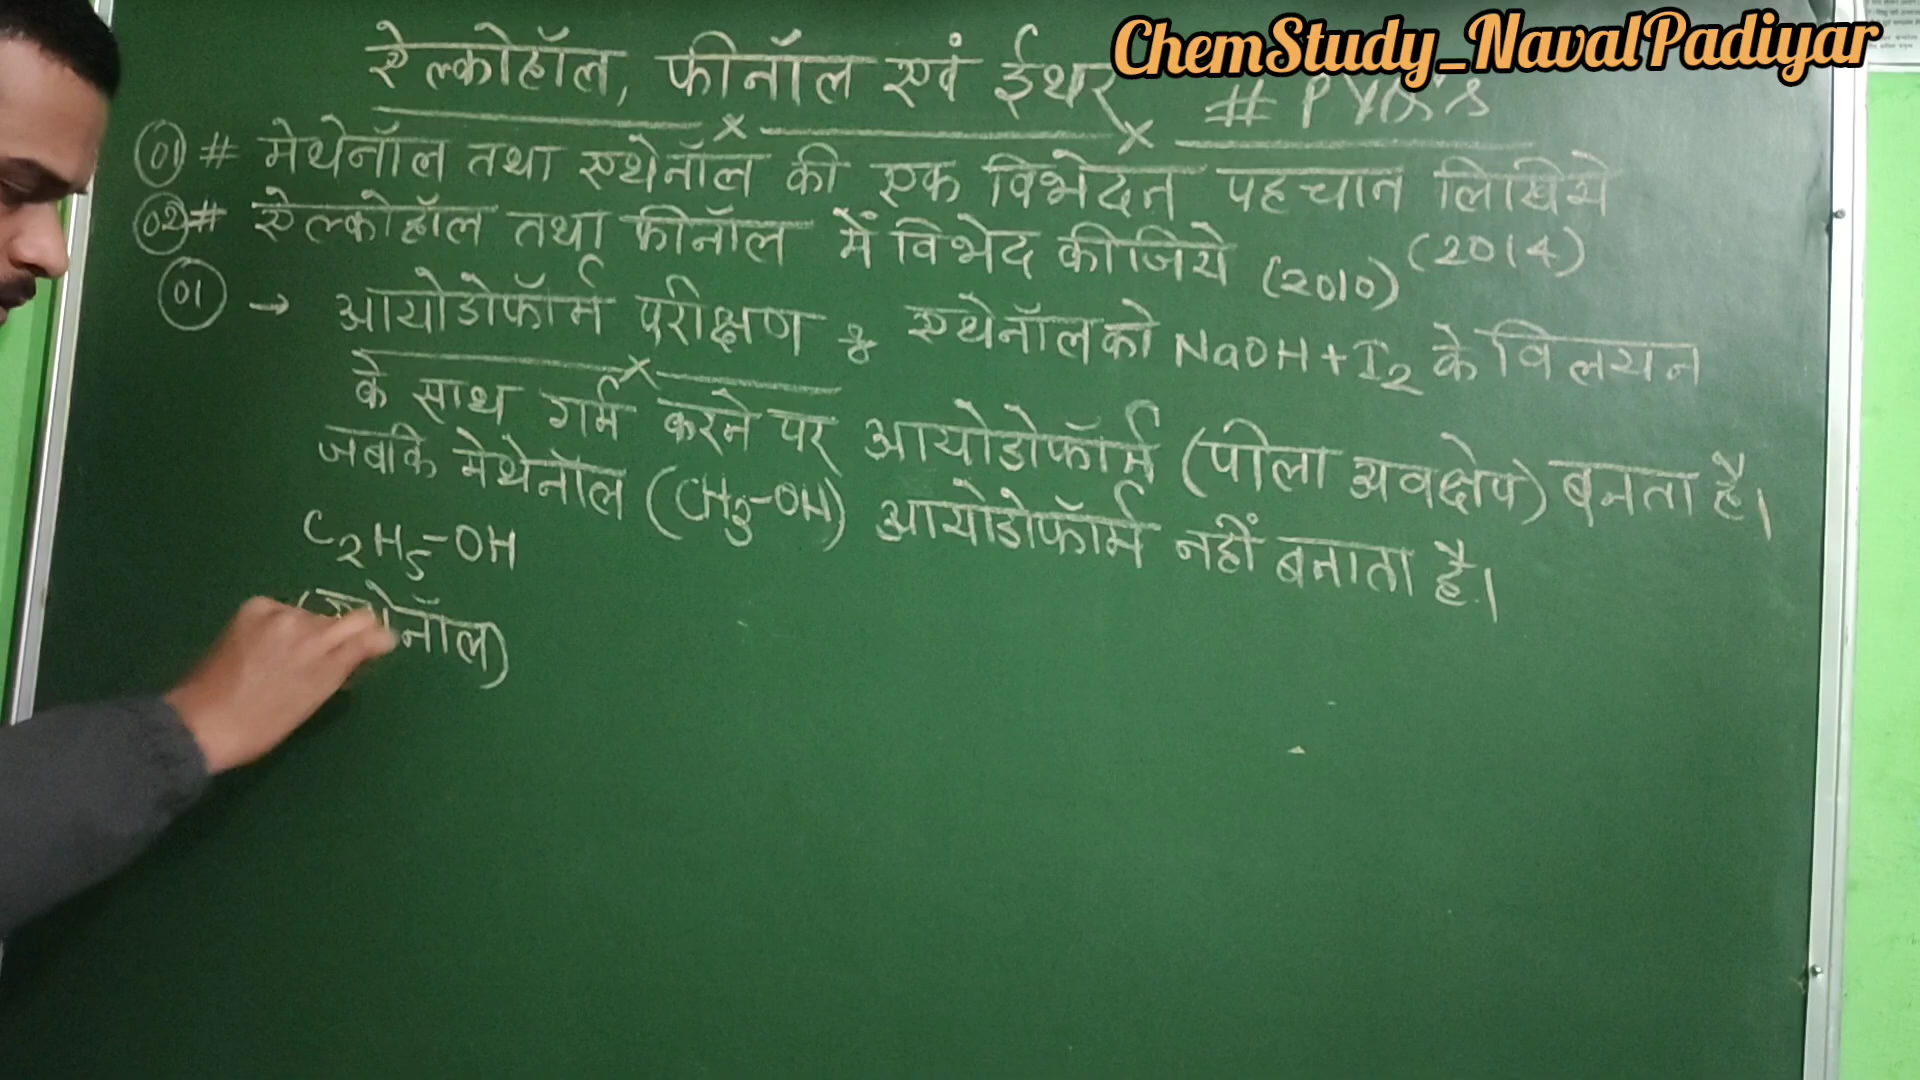 ChemStudy_NavalPadiyar
ऐल्कोहॉल, फीनॉल एवं ईथर # PYQ's
01 # मेथेनॉल तथा एथेनॉल की एक विभेदन पहचान लिखिये (2014)
02 # ऐल्कोहॉल तथा फीनॉल में विभेद कीजिये (2010)
01 → आयोडोफॉर्म परीक्षण : एथेनॉल को NaOH+I2 के विलयन
के साथ गर्म करने पर आयोडोफॉर्म (पीला अवक्षेप) बनता है।
जबकि मेथेनॉल (CH3-OH) आयोडोफॉर्म नहीं बनाता है।
C2H5-OH
(एथेनॉल)